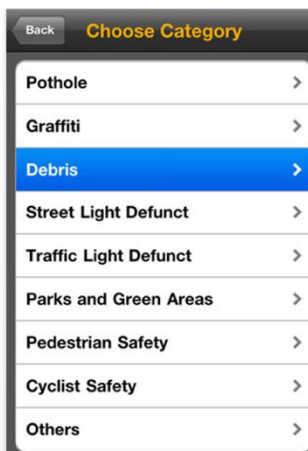 Back
Choose Category
Pothole
Graffiti
Debris
Street Light Defunct
Traffic Light Defunct
Parks and Green Areas
Pedestrian Safety
Cyclist Safety
Others